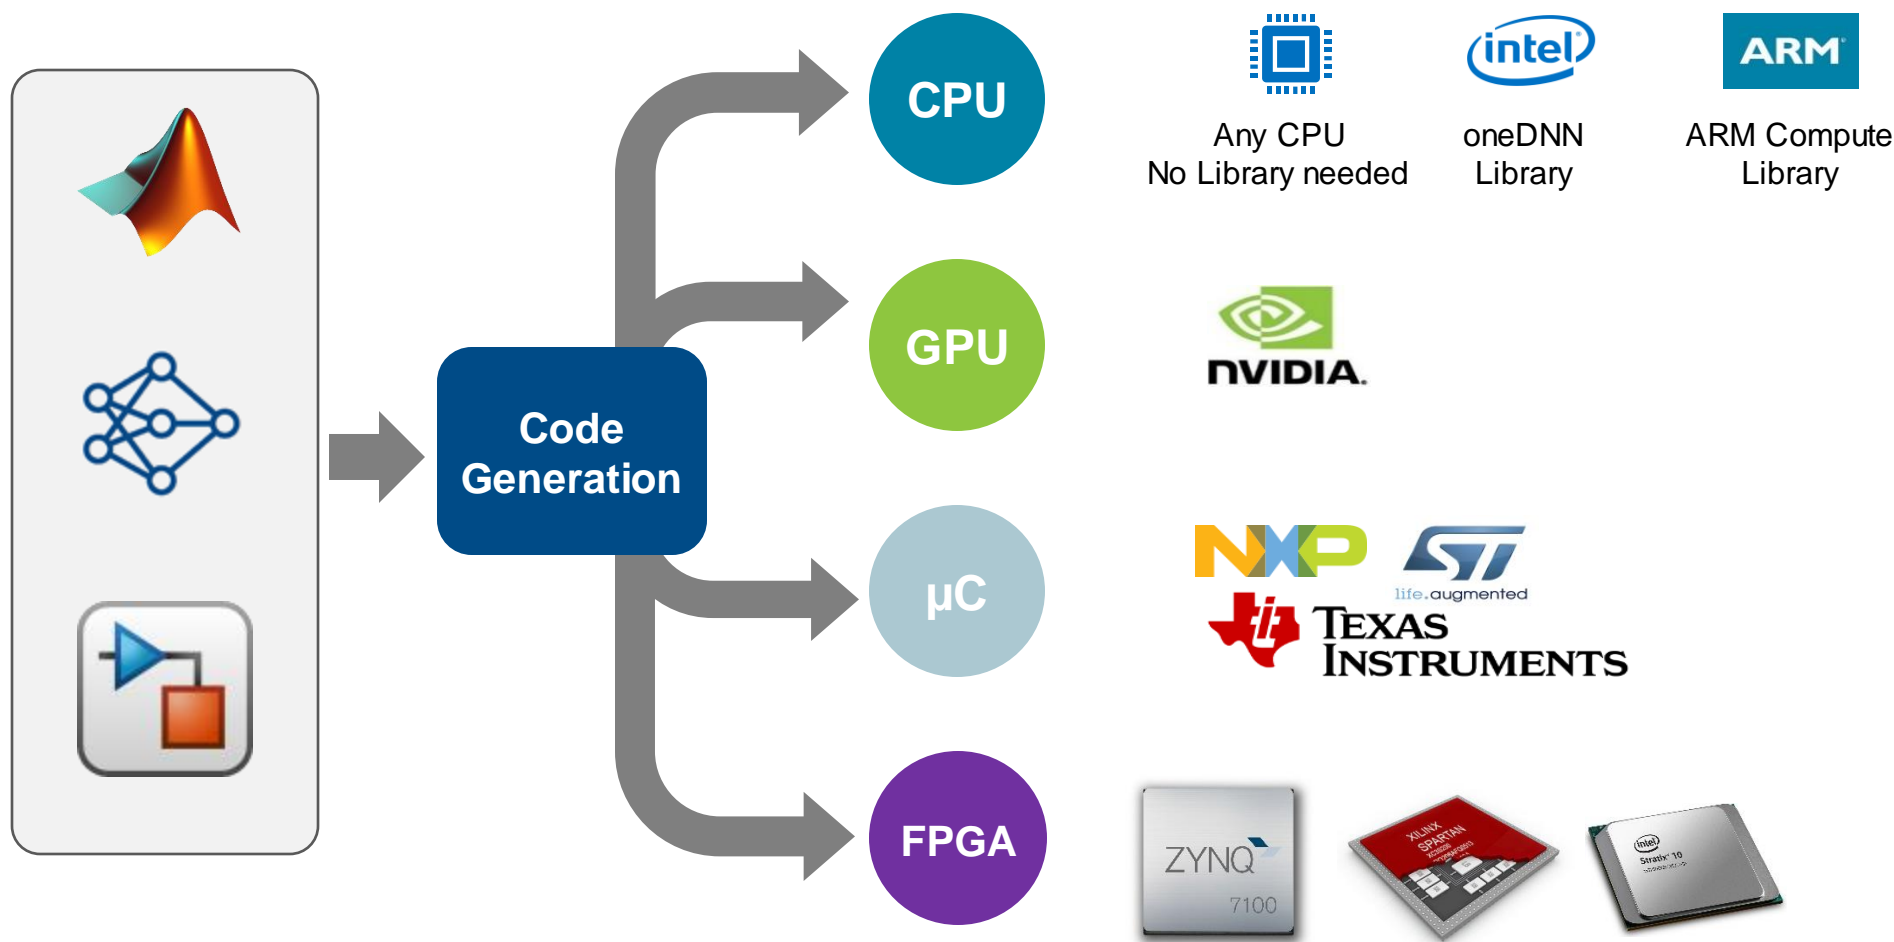 CPU
intel
ARM
Any CPU
No Library needed
oneDNN
Library
ARM Compute
Library
GPU
NVIDIA.
Code
Generation
µC
NXP
ST
life.augmented
TEXAS
INSTRUMENTS
FPGA
ZYNQ
7100
XILINX
SPARTAN
intel
Stratix 10